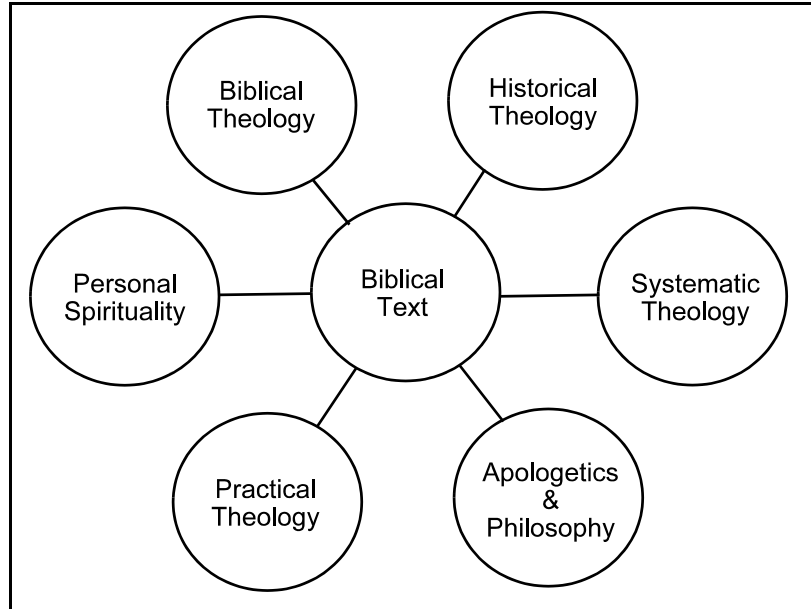 Biblical
Theology
Historical
Theology
Personal
Spirituality
Biblical
Text
Systematic
Theology
Practical
Theology
Apologetics
&
Philosophy